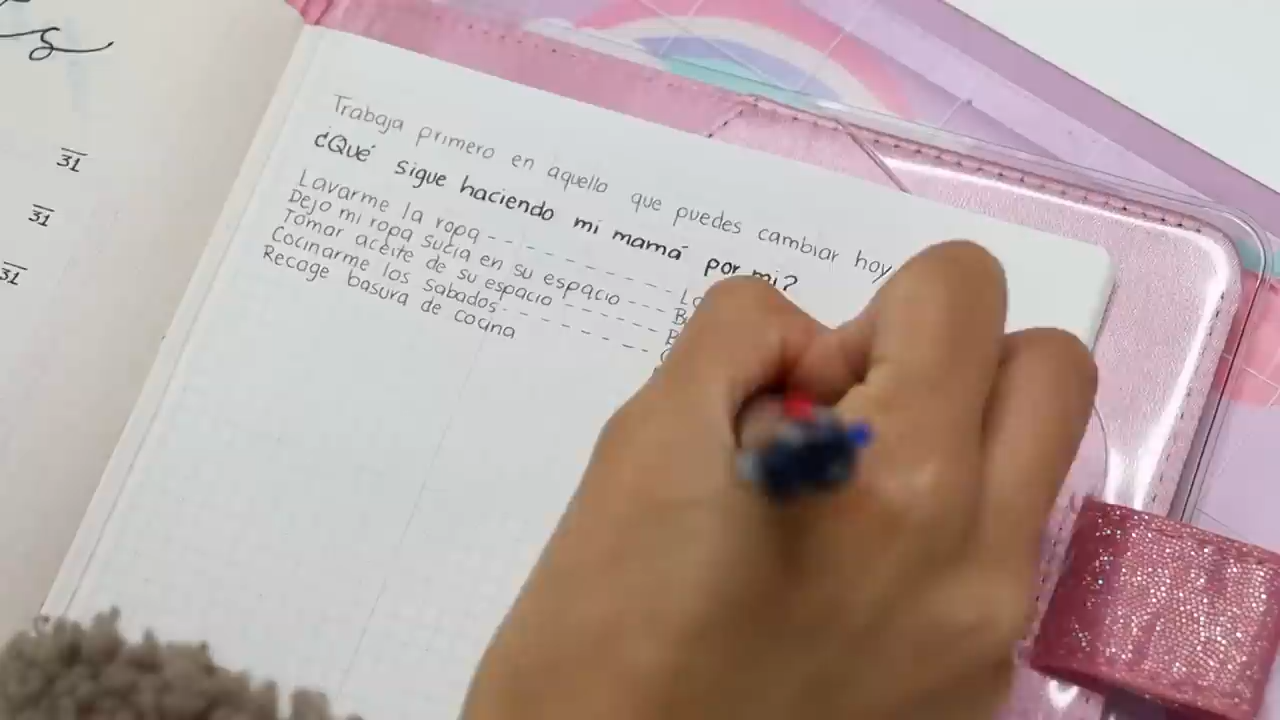 s
31
31
31
Trabaja primero en aquello que puedes cambiar hoy
¿Qué sigue haciendo mi mamá por mi?
Lavarme la ropa
Dejo mi ropa sucia en su espacio
Tomar aceite de su espacio
Cocinarme los sabados
Recoge basura de cocina